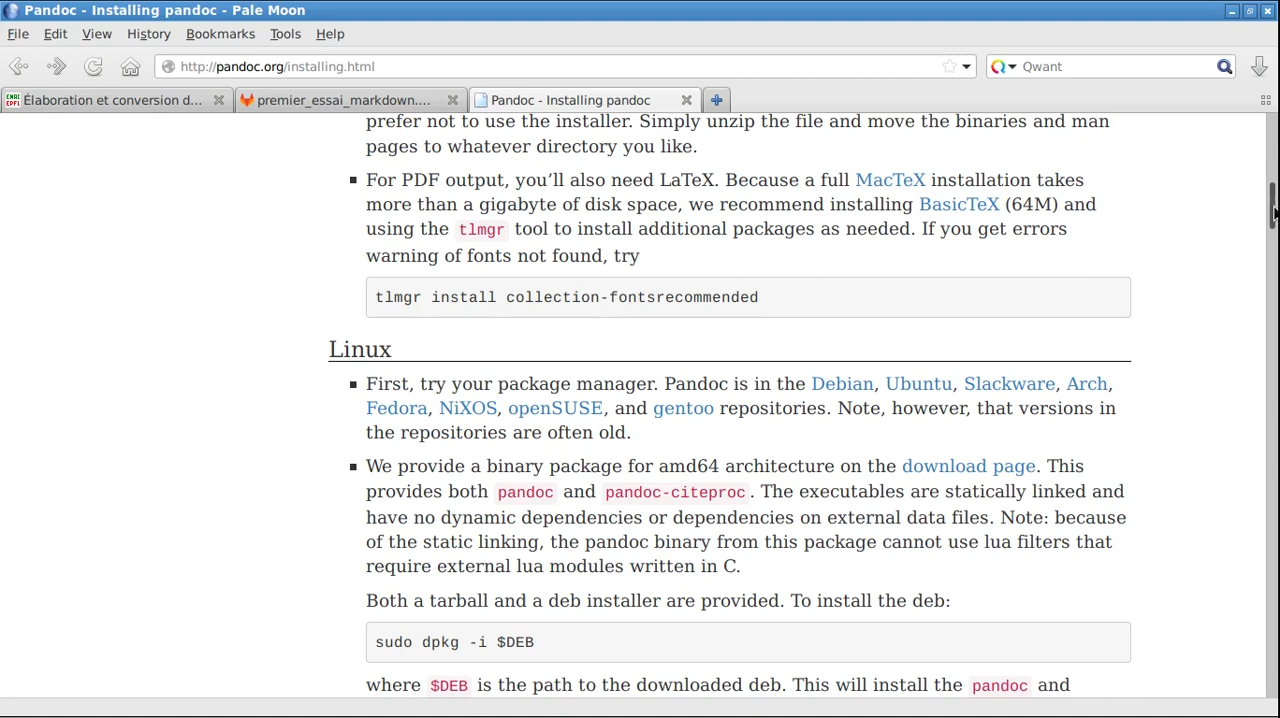 Pandoc - Installing pandoc - Pale Moon
File Edit View History Bookmarks Tools Help
http://pandoc.org/installing.html
Qwant
ENAC EPFL Élaboration et conversion d...
premier_essai_markdown....
Pandoc - Installing pandoc
prefer not to use the installer. Simply unzip the file and move the binaries and man
pages to whatever directory you like.
▪ For PDF output, you’ll also need LaTeX. Because a full MacTeX installation takes
more than a gigabyte of disk space, we recommend installing BasicTeX (64M) and
using the tlmgr tool to install additional packages as needed. If you get errors
warning of fonts not found, try
tlmgr install collection-fontsrecommended
Linux
▪ First, try your package manager. Pandoc is in the Debian, Ubuntu, Slackware, Arch,
Fedora, NiXOS, openSUSE, and gentoo repositories. Note, however, that versions in
the repositories are often old.
▪ We provide a binary package for amd64 architecture on the download page. This
provides both pandoc and pandoc-citeproc. The executables are statically linked and
have no dynamic dependencies or dependencies on external data files. Note: because
of the static linking, the pandoc binary from this package cannot use lua filters that
require external lua modules written in C.
Both a tarball and a deb installer are provided. To install the deb:
sudo dpkg -i $DEB
where $DEB is the path to the downloaded deb. This will install the pandoc and